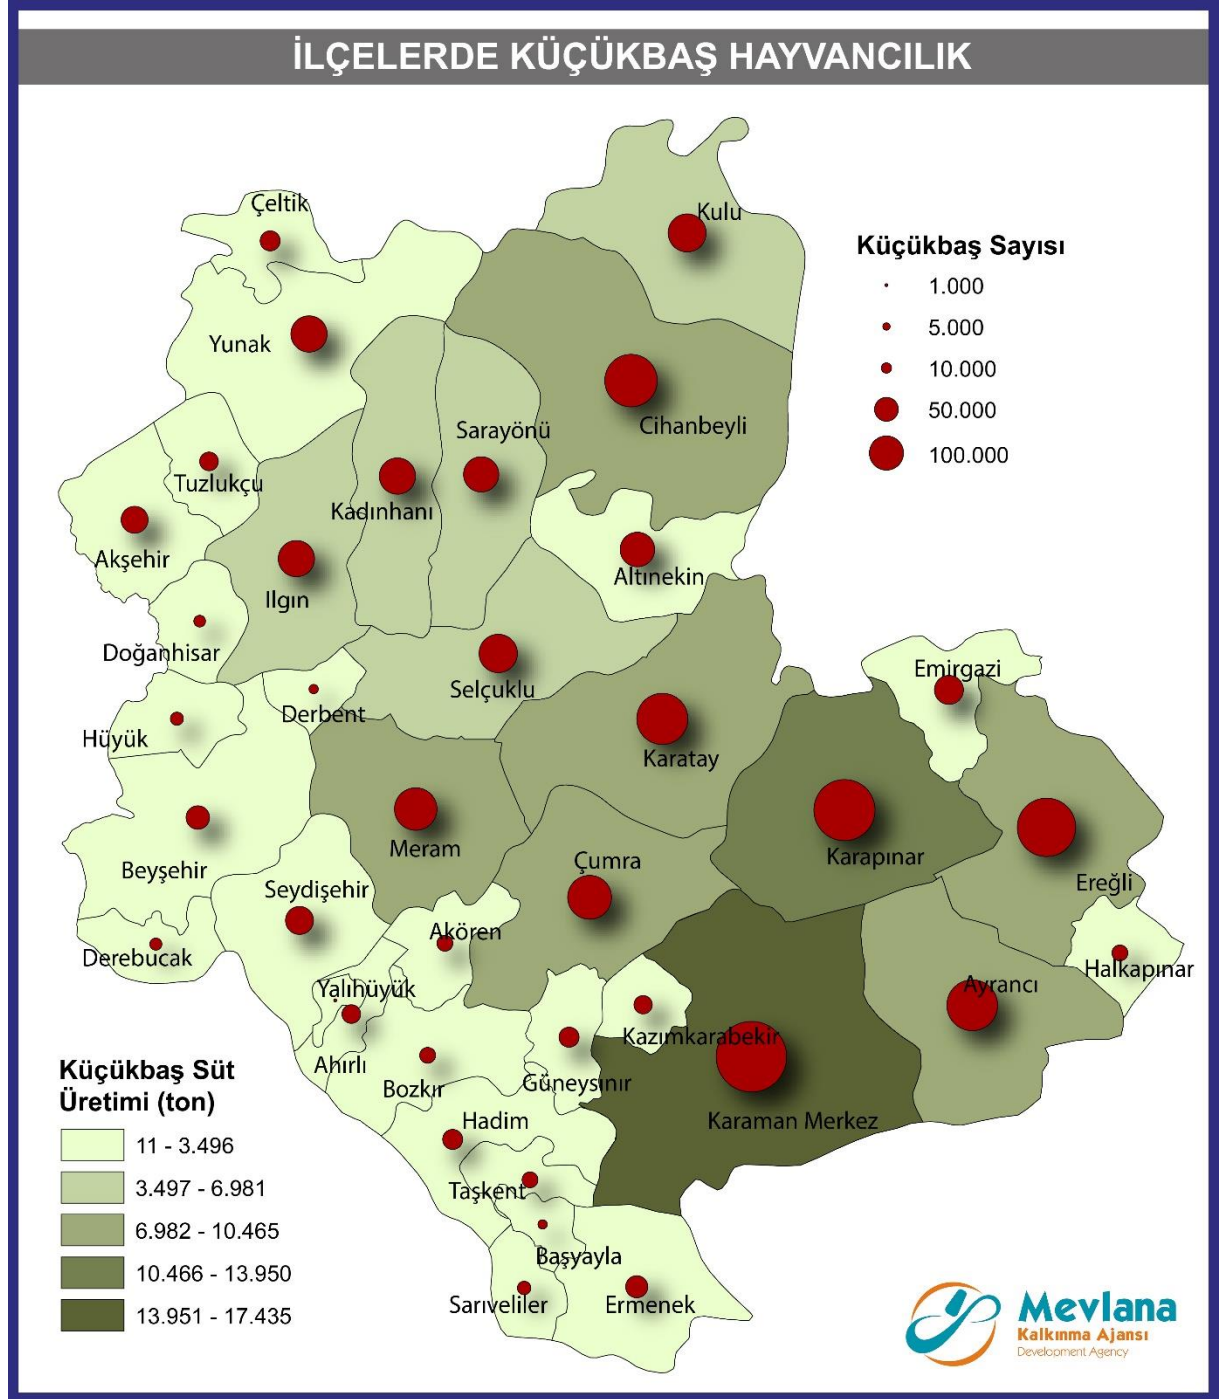 İLÇELERDE KÜÇÜKBAŞ HAYVANCILIK
Çeltik
Kulu
Küçükbaş Sayısı
1.000
5.000
10.000
50.000
100.000
Yunak
Cihanbeyli
Sarayönü
Tuzlukçu
Kadınhanı
Akşehir
Altınekin
Ilgın
Doğanhisar
Emirgazi
Selçuklu
Derbent
Hüyük
Karatay
Meram
Karapınar
Çumra
Beyşehir
Ereğli
Seydişehir
Akören
Derebucak
Halkapınar
Yalıhüyük
Ayrancı
Kazımkarabekir
Ahırlı
Güneysınır
Bozkır
Karaman Merkez
Hadim
Taşkent
Başyayla
Sarıveliler
Ermenek
Küçükbaş Süt
Üretimi (ton)
11 - 3.496
3.497 - 6.981
6.982 - 10.465
10.466 - 13.950
13.951 - 17.435
Mevlana
Kalkınma Ajansı
Development Agency